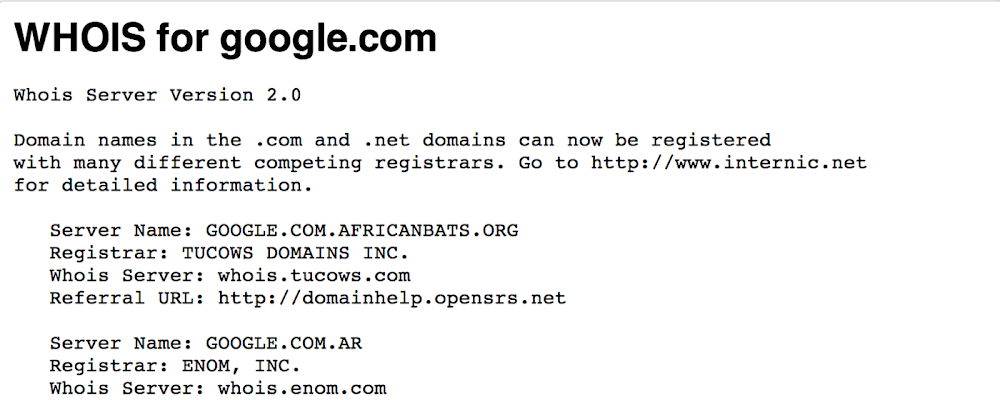 WHOIS for google.com
Whois Server Version 2.0
Domain names in the .com and .net domains can now be registered
with many different competing registrars. Go to http://www.internic.net
for detailed information.
Server Name: GOOGLE.COM.AFRICANBATS.ORG
Registrar: TUCOWS DOMAINS INC.
Whois Server: whois.tucows.com
Referral URL: http://domainhelp.opensrs.net
Server Name: GOOGLE.COM.AR
Registrar: ENOM, INC.
Whois Server: whois.enom.com